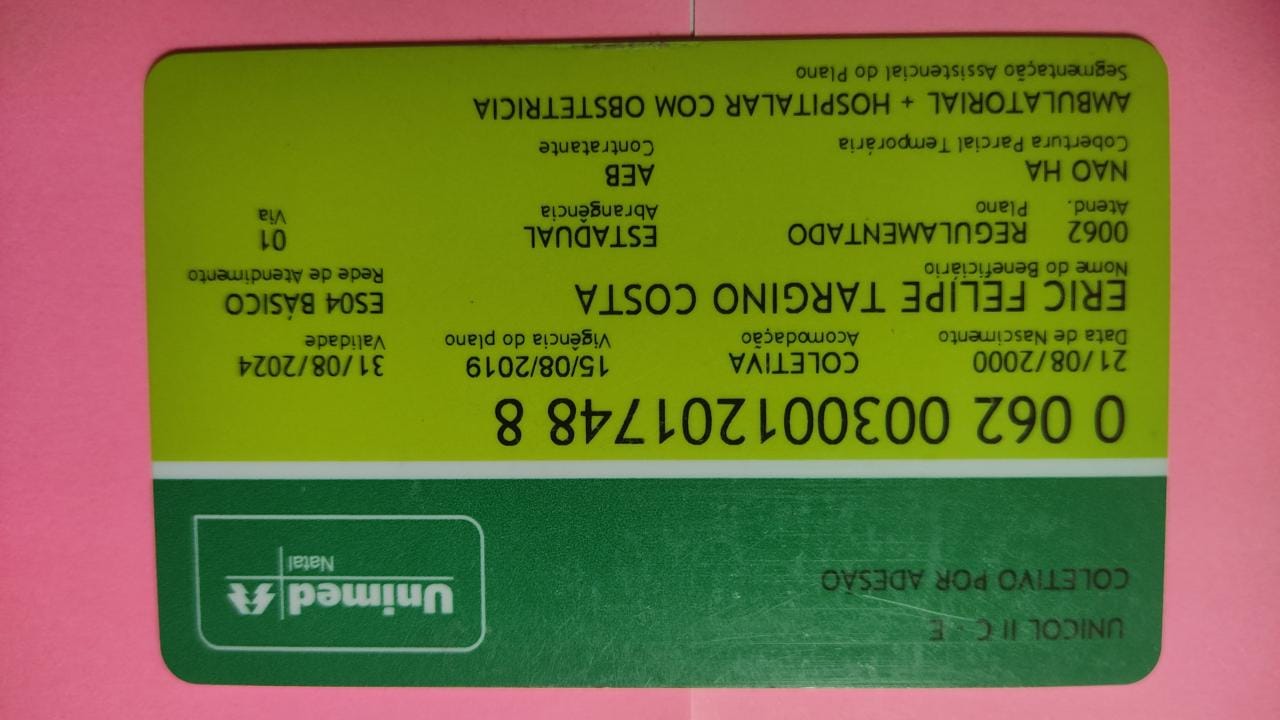 UNICOL II C - E
COLETIVO POR ADESAO
Unimed
Natal
0 062 003001201748 8
21/08/2000 COLETIVA 15/08/2019 31/08/2024
Data de Nascimento Acomodação Vigência do plano Validade
ERIC FELIPE TARGINO COSTA ES04 BÁSICO
Nome do Beneficiário Rede de Atendimento
0062 REGULAMENTADO ESTADUAL 01
Atend. Plano Abrangência Via
NAO HA AEB
Cobertura Parcial Temporária Contratante
AMBULATORIAL + HOSPITALAR COM OBSTETRICIA
Segmentação Assistencial do Plano